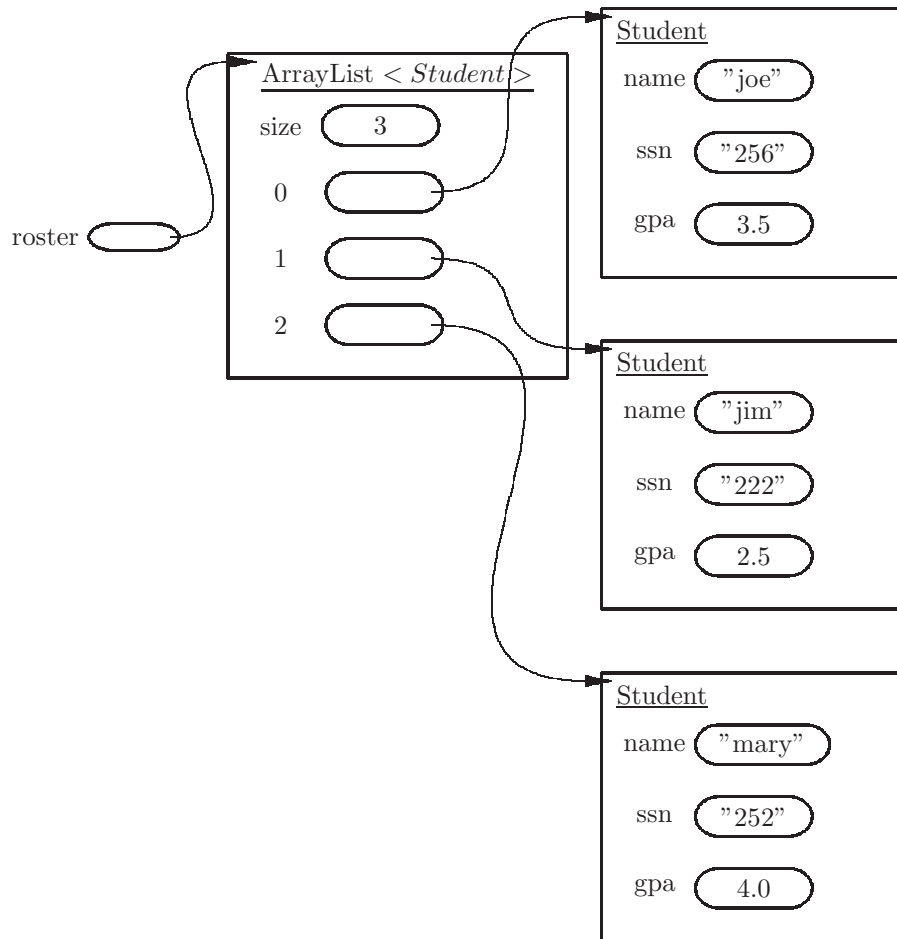 roster
ArrayList < Student >
size 3
0
1
2
Student
name "joe"
ssn "256"
gpa 3.5
Student
name "jim"
ssn "222"
gpa 2.5
Student
name "mary"
ssn "252"
gpa 4.0